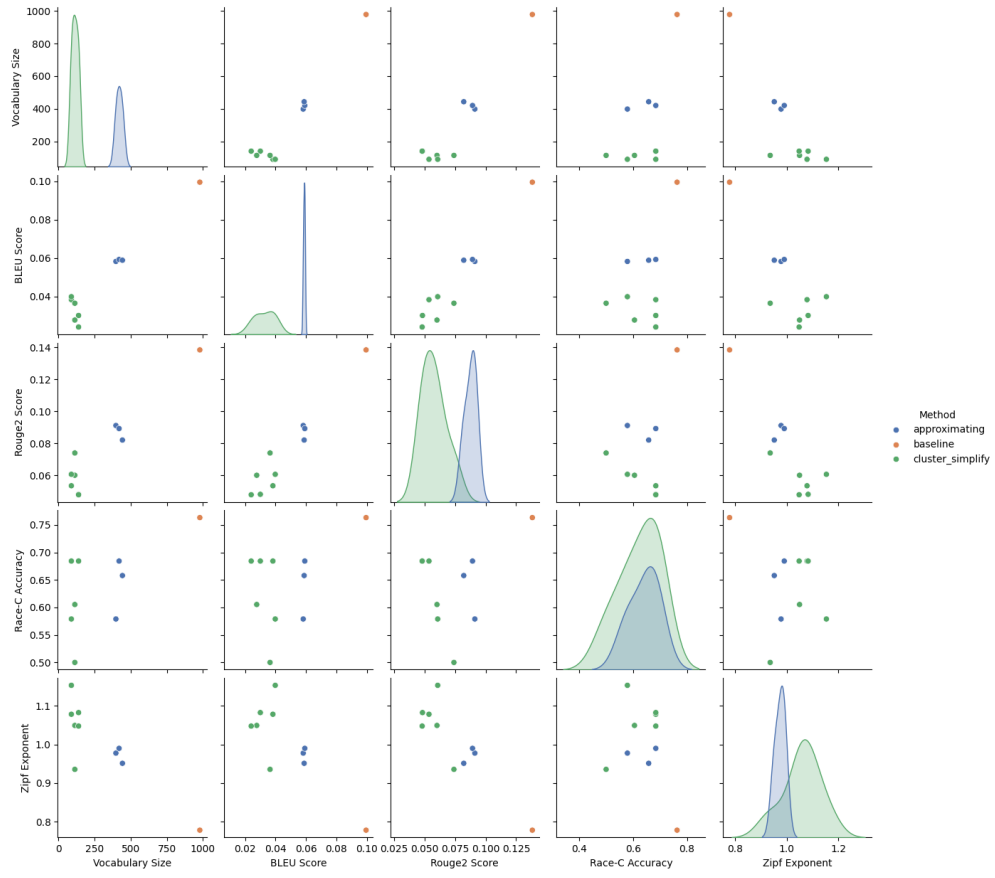 1000
800
600
400
200
Vocabulary Size
0.10
0.08
0.06
0.04
BLEU Score
0.14
0.12
0.10
0.08
0.06
Rouge2 Score
0.75
0.70
0.65
0.60
0.55
0.50
Race-C Accuracy
1.1
1.0
0.9
0.8
Zipf Exponent
0 250 500 750 1000
Vocabulary Size
0.02 0.04 0.06 0.08 0.10
BLEU Score
0.025 0.050 0.075 0.100 0.125
Rouge2 Score
0.4 0.6 0.8
Race-C Accuracy
0.8 1.0 1.2
Zipf Exponent
Method
approximating
baseline
cluster_simplify